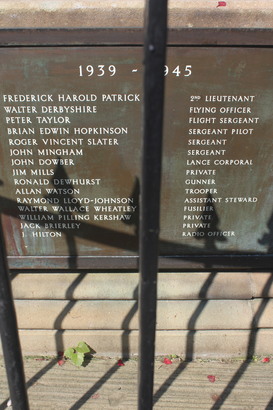 1939 - 1945
FREDERICK HAROLD PATRICK 2ND LIEUTENANT
WALTER DERBYSHIRE FLYING OFFICER
PETER TAYLOR FLIGHT SERGEANT
BRIAN EDWIN HOPKINSON SERGEANT PILOT
ROGER VINCENT SLATER SERGEANT
JOHN MINGHAM SERGEANT
JOHN DOWBER LANCE CORPORAL
JIM MILLS PRIVATE
RONALD DEWHURST GUNNER
ALLAN WATSON TROOPER
RAYMOND LLOYD-JOHNSON ASSISTANT STEWARD
WALTER WALLACE WHEATLEY FUSILIER
WILLIAM PILLING KERSHAW PRIVATE
JACK BRIERLEY PRIVATE
J. HILTON RADIO OFFICER